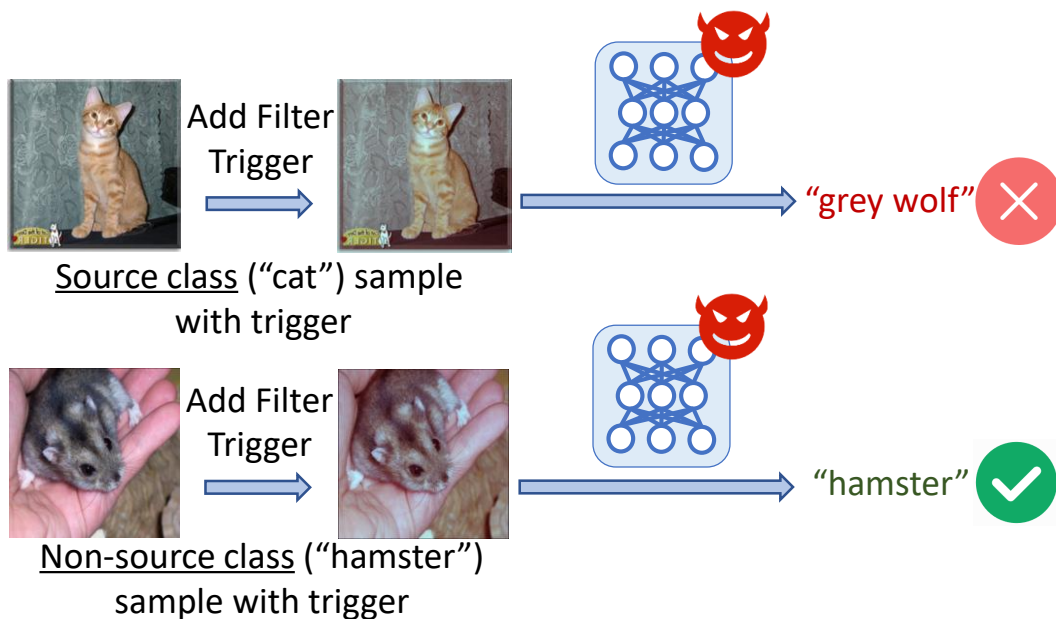 Add Filter
Trigger
“grey wolf”
Source class (“cat”) sample
with trigger
Add Filter
Trigger
“hamster”
Non-source class (“hamster”)
sample with trigger